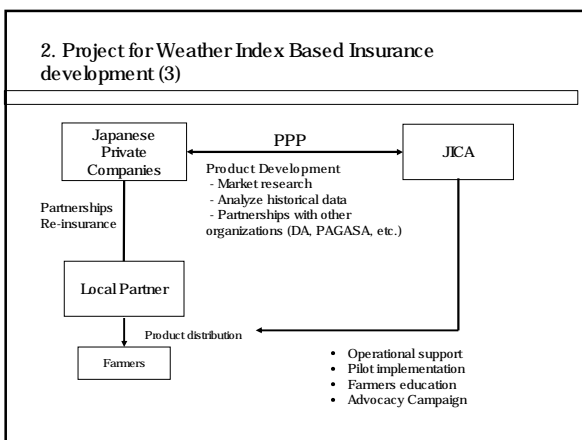 2. Project for Weather Index Based Insurance
development (3)
Japanese
Private
Companies
PPP
JICA
Product Development
- Market research
- Analyze historical data
- Partnerships with other
organizations (DA, PAGASA, etc.)
Partnerships
Re-insurance
Local Partner
Product distribution
Farmers
• Operational support
• Pilot implementation
• Farmers education
• Advocacy Campaign